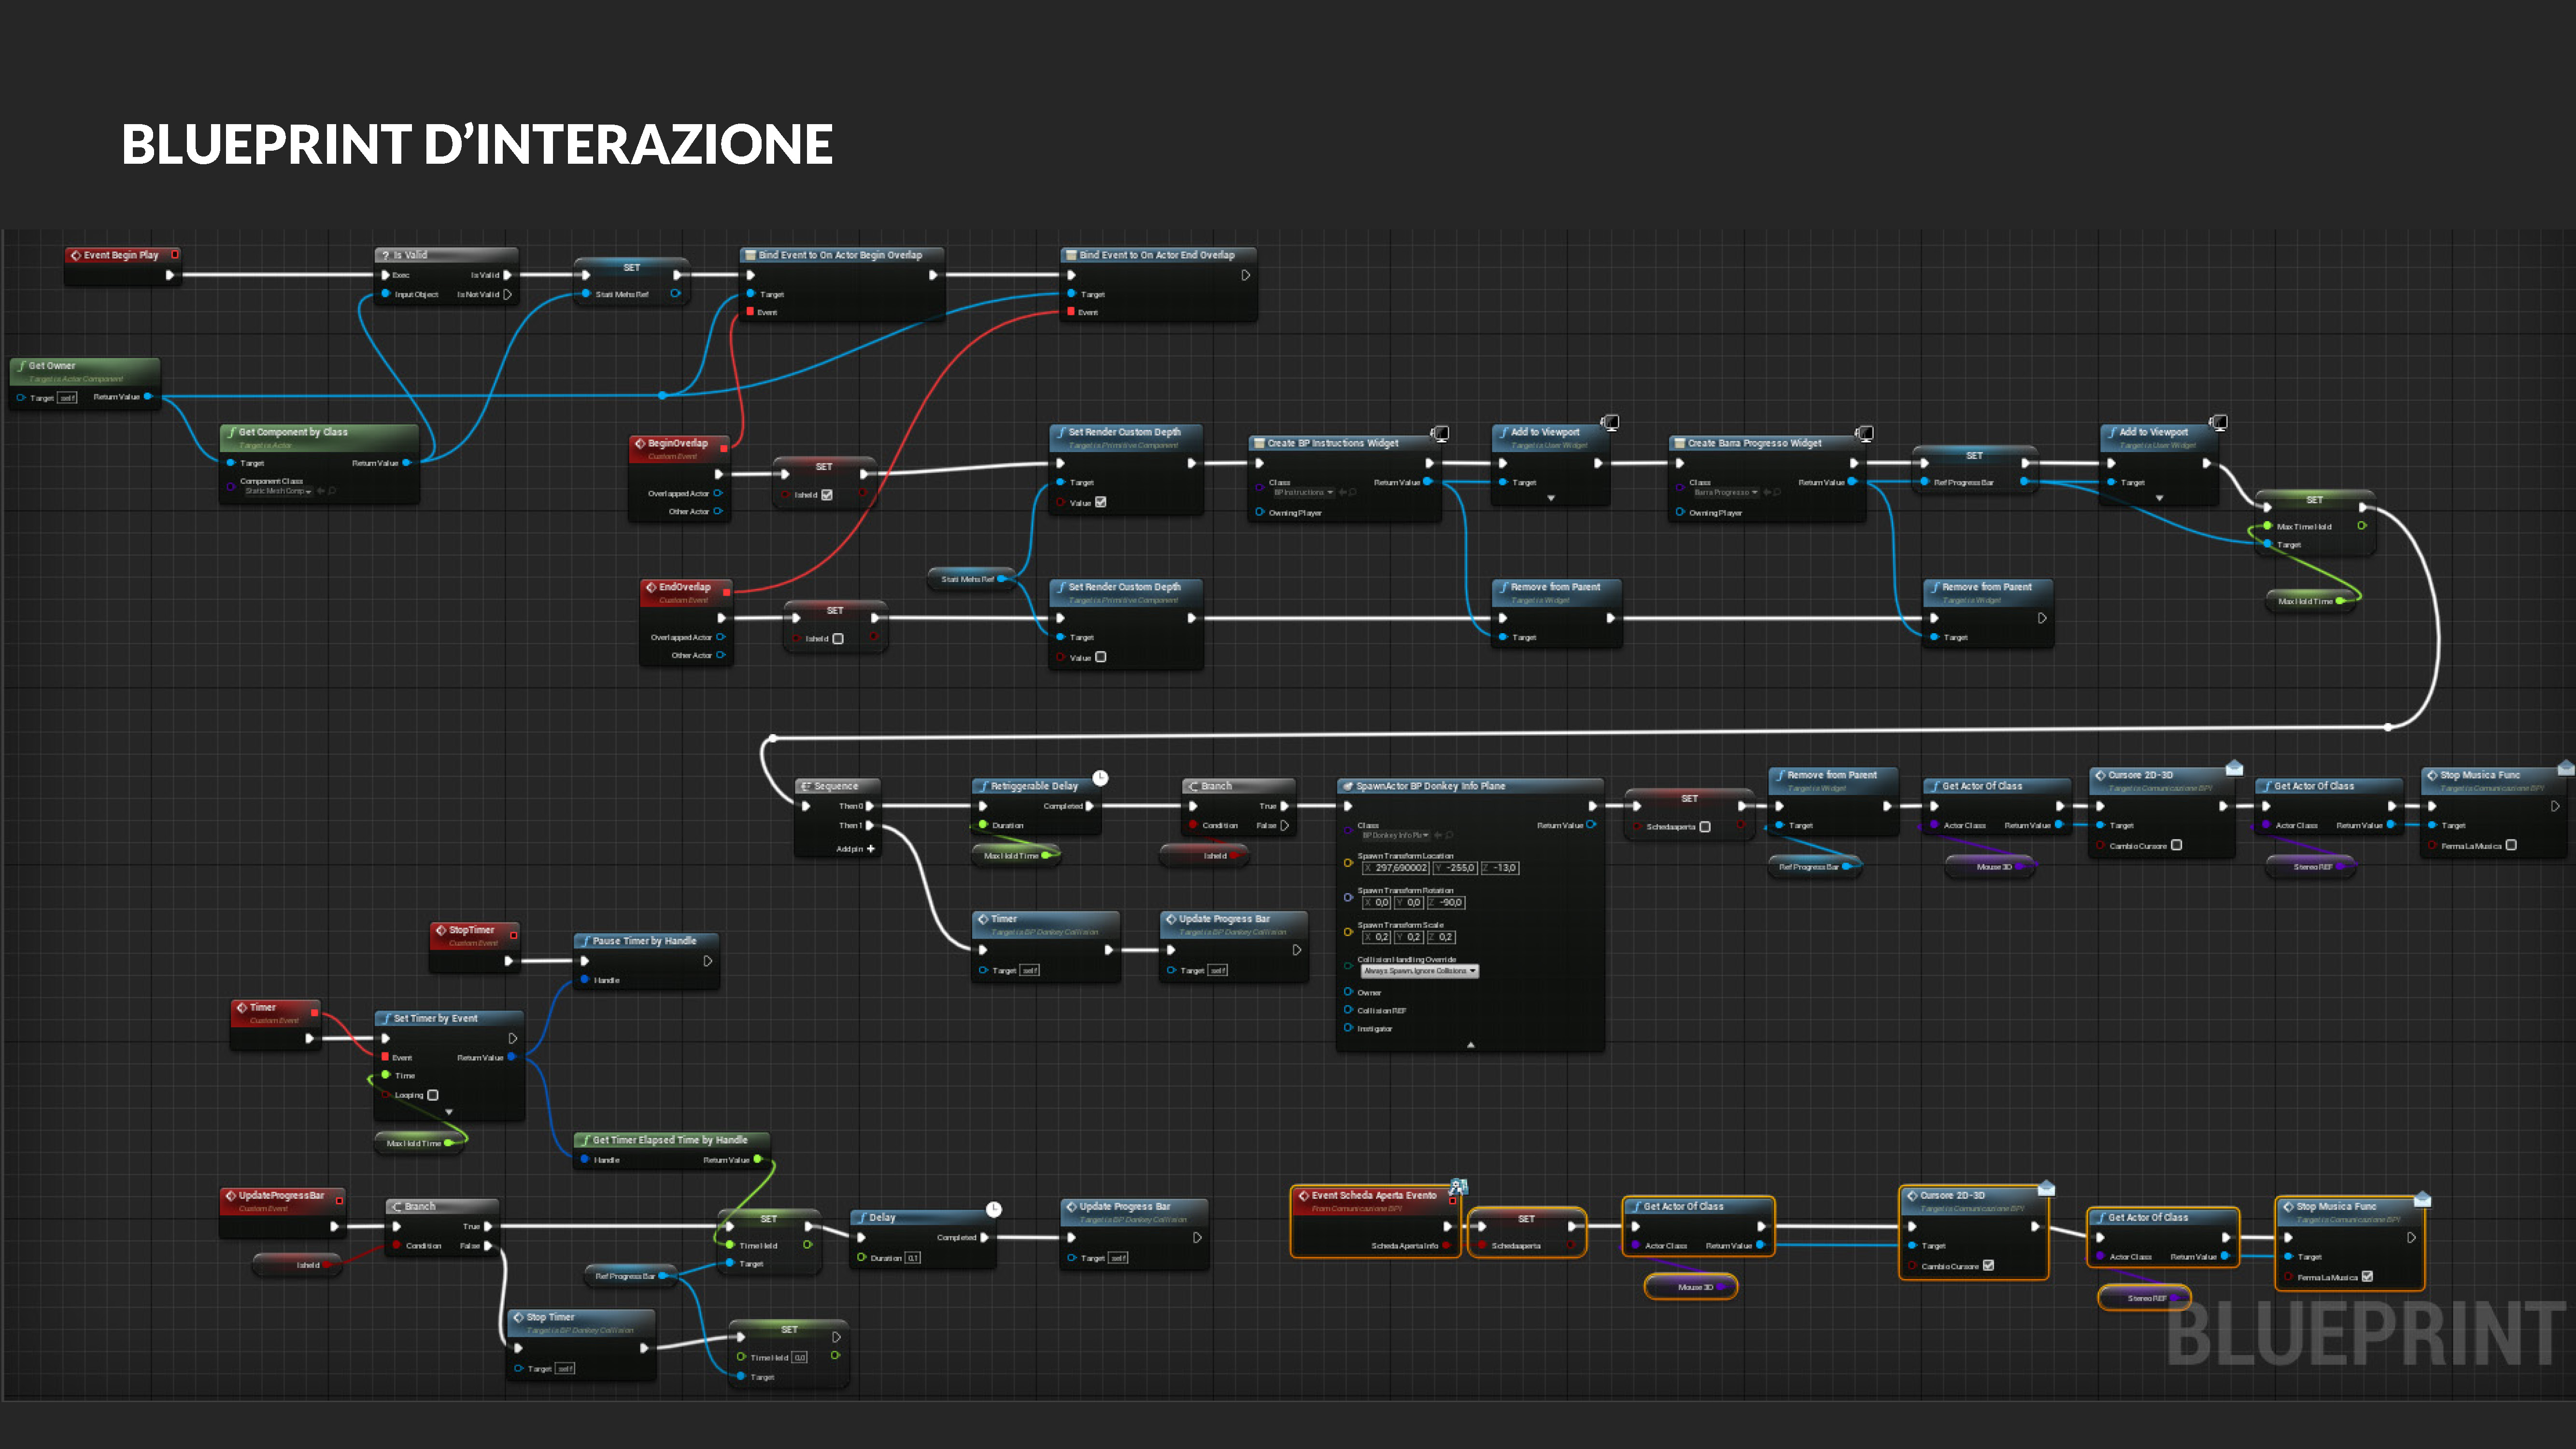 BLUEPRINT D'INTERAZIONE
Event Begin Play
Is Valid
Exec Is Valid
Input Object Is Not Valid
SET
Stati Mehs Ref
Bind Event to On Actor Begin Overlap
Target
Event
Bind Event to On Actor End Overlap
Target
Event
Get Owner
Target is Actor Component
Target self Return Value
Get Component by Class
Target is Actor
Target Return Value
Component Class
Static Mesh Comp
BeginOverlap
Custom Event
Overlapped Actor
Other Actor
SET
Isheld
Set Render Custom Depth
Target is Primitive Component
Target
Value
Create BP Instructions Widget
Class Return Value
BP Instructions
Owning Player
Add to Viewport
Target is User Widget
Target
Create Barra Progresso Widget
Class Return Value
Barra Progresso
Owning Player
SET
Ref Progress Bar
Add to Viewport
Target is User Widget
Target
SET
Max Time Hold
Target
Max Hold Time
EndOverlap
Custom Event
Overlapped Actor
Other Actor
SET
Isheld
Stati Mehs Ref
Set Render Custom Depth
Target is Primitive Component
Target
Value
Remove from Parent
Target is Widget
Target
Remove from Parent
Target is Widget
Target
Sequence
Then 0
Then 1
Add pin +
Retriggerable Delay
Completed
Duration
Max Hold Time
Branch
True
Condition False
Isheld
SpawnActor BP Donkey Info Plane
Class Return Value
BP Donkey Info Pla
Spawn Transform Location
X 297,690002 Y -255,0 Z -13,0
Spawn Transform Rotation
X 0,0 Y 0,0 Z -90,0
Spawn Transform Scale
X 0,2 Y 0,2 Z 0,2
Collision Handling Override
Always Spawn, Ignore Collisions
Owner
Collision REF
Instigator
SET
Schedaaperta
Remove from Parent
Target is Widget
Target
Ref Progress Bar
Get Actor Of Class
Actor Class Return Value
Mouse 3D
Cursore 2D-3D
Target is Comunicazione BPI
Target
Cambio Cursore
Get Actor Of Class
Actor Class Return Value
Stereo REF
Stop Musica Func
Target is Comunicazione BPI
Target
Ferma La Musica
Timer
Target is BP Donkey Collision
Target self
Update Progress Bar
Target is BP Donkey Collision
Target self
StopTimer
Custom Event
Pause Timer by Handle
Handle
Timer
Custom Event
Set Timer by Event
Event Return Value
Time
Looping
Max Hold Time
Get Timer Elapsed Time by Handle
Handle Return Value
UpdateProgressBar
Custom Event
Branch
True
Condition False
Isheld
SET
Time Held
Target
Ref Progress Bar
Delay
Completed
Duration 0,1
Update Progress Bar
Target is BP Donkey Collision
Target self
Stop Timer
Target is BP Donkey Collision
Target self
SET
Time Held 0,0
Target
Event Scheda Aperta Evento
From Comunicazione BPI
Scheda Aperta Info
SET
Schedaaperta
Get Actor Of Class
Actor Class Return Value
Mouse 3D
Cursore 2D-3D
Target is Comunicazione BPI
Target
Cambio Cursore
Get Actor Of Class
Actor Class Return Value
Stereo REF
Stop Musica Func
Target is Comunicazione BPI
Target
Ferma La Musica
BLUEPRINT